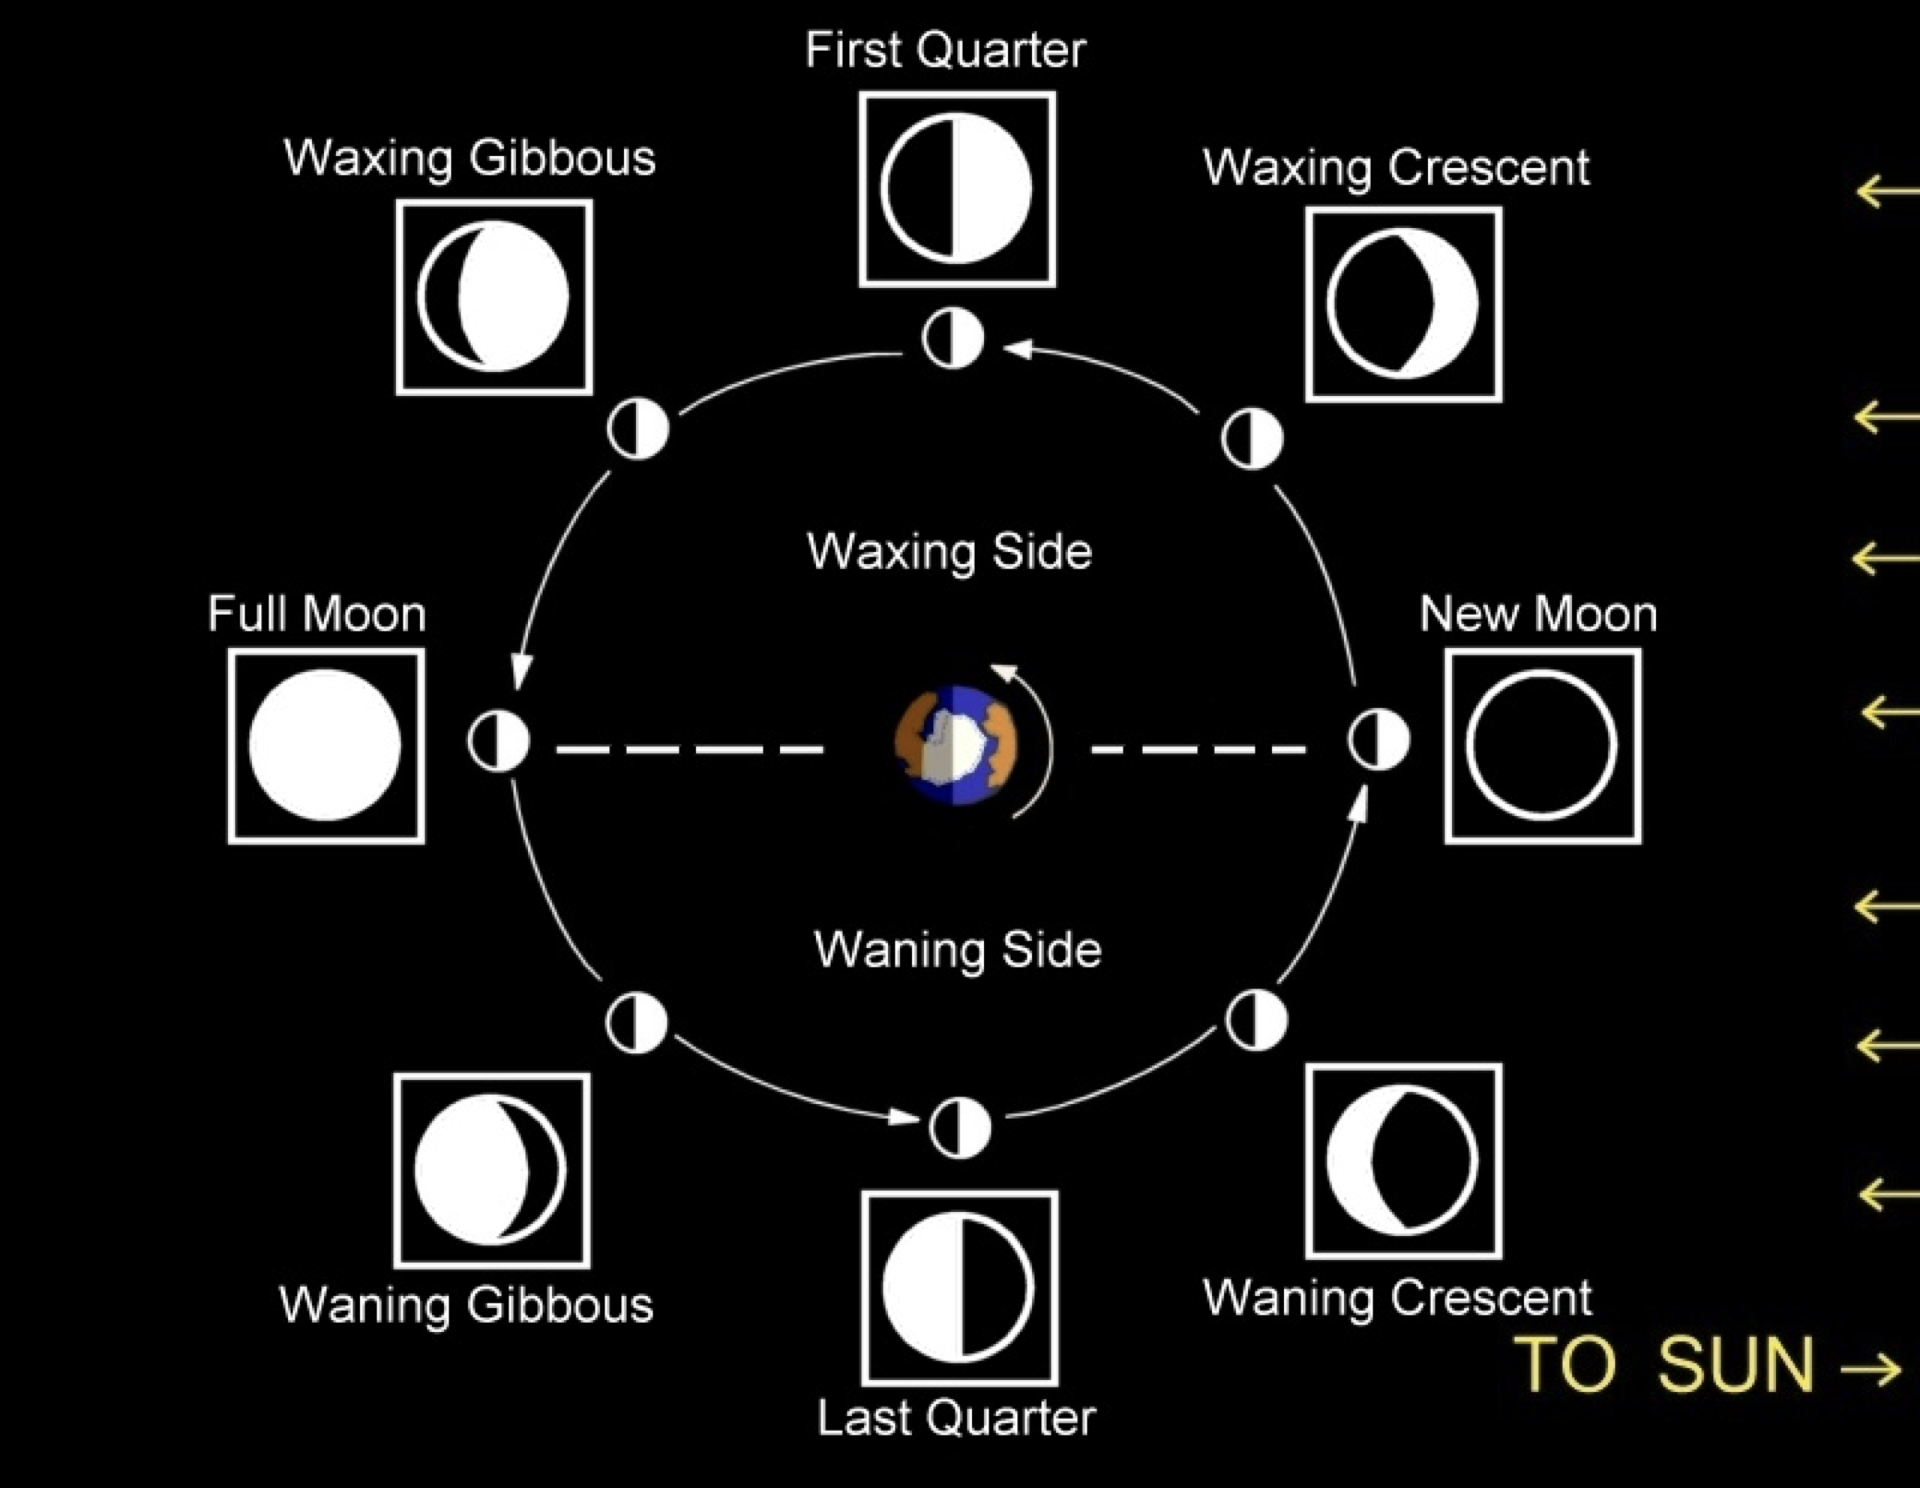 First Quarter
Waxing Gibbous
Waxing Crescent
Waxing Side
Full Moon
New Moon
Waning Side
Waning Gibbous
Waning Crescent
TO SUN
Last Quarter